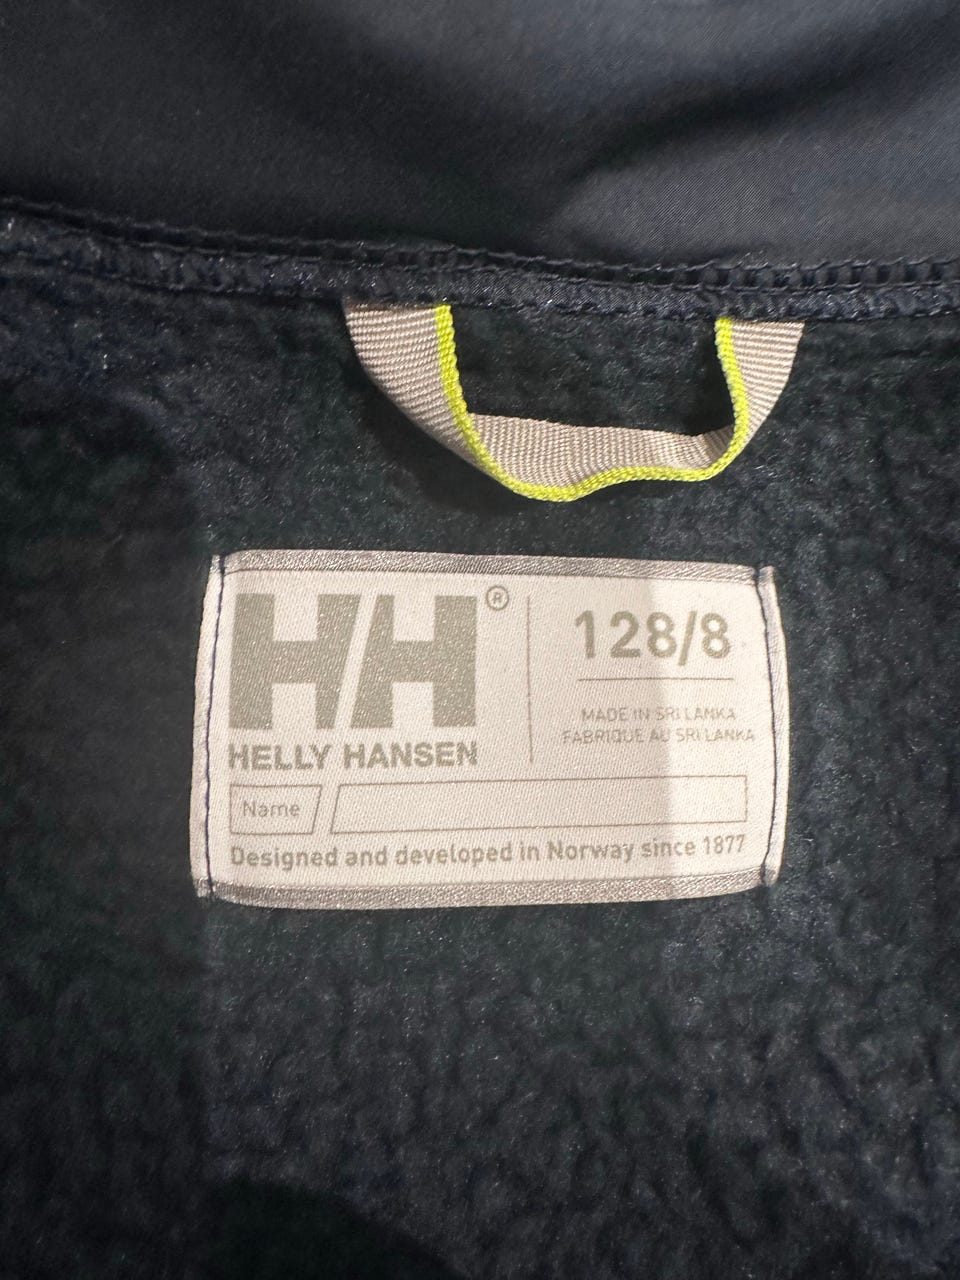 HH®
HELLY HANSEN
128/8
MADE IN SRI LANKA
FABRIQUE AU SRI LANKA
Name
Designed and developed in Norway since 1877